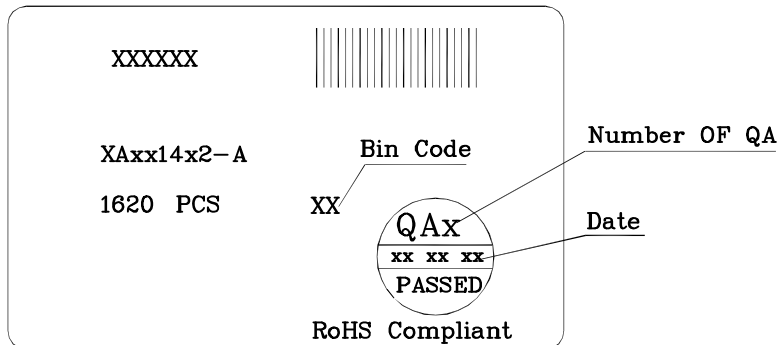 XXXXXX
XAxx14x2-A
Bin Code
Number OF QA
1620 PCS
XX
QAx
Date
xx xx xx
PASSED
RoHS Compliant